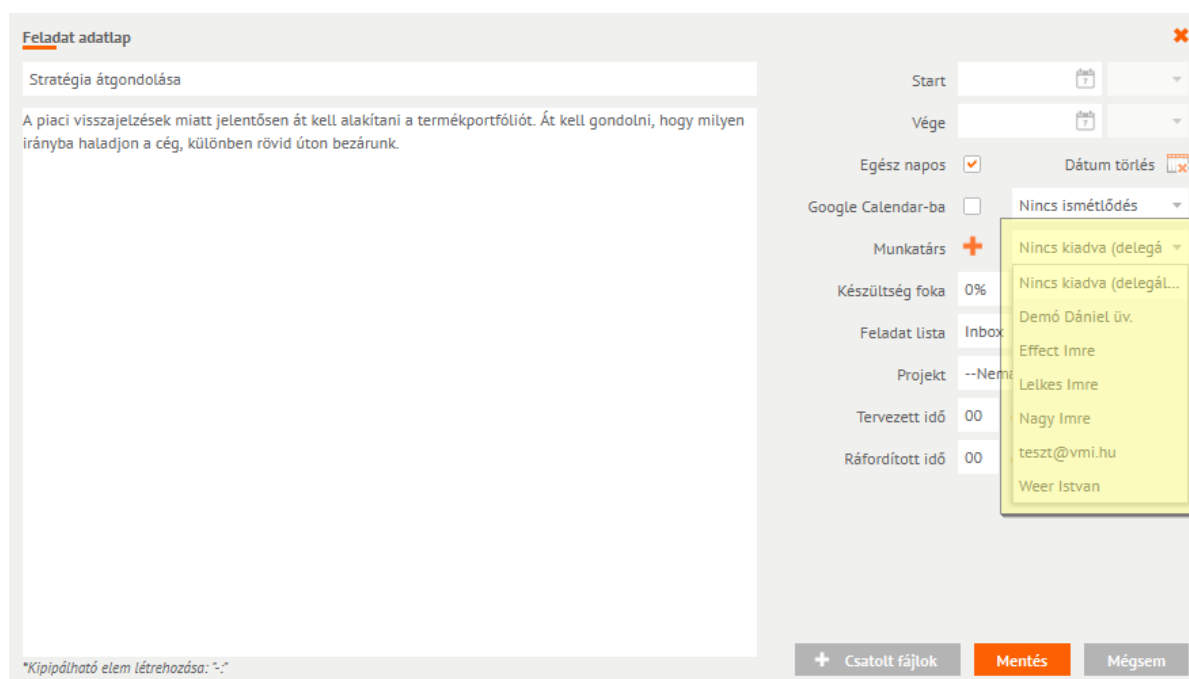 Feladat adatlap
Stratégia átgondolása
A piaci visszajelzések miatt jelentősen át kell alakítani a termékportfóliót. Át kell gondolni, hogy milyen
irányba haladjon a cég, különben rövid úton bezárunk.
*Kipipálható elem létrehozása: "-:"
Start
Vége
Egész napos
Dátum törlés
Google Calendar-ba
Nincs ismétlődés
Munkatárs
Nincs kiadva (delegá
Nincs kiadva (delegál...
Demó Dániel üv.
Effect Imre
Lelkes Imre
Nagy Imre
teszt@vmi.hu
Weer Istvan
Készültség foka 0%
Feladat lista Inbox
Projekt --Nema
Tervezett idő 00
Ráfordított idő 00
Csatolt fájlok
Mentés
Mégsem